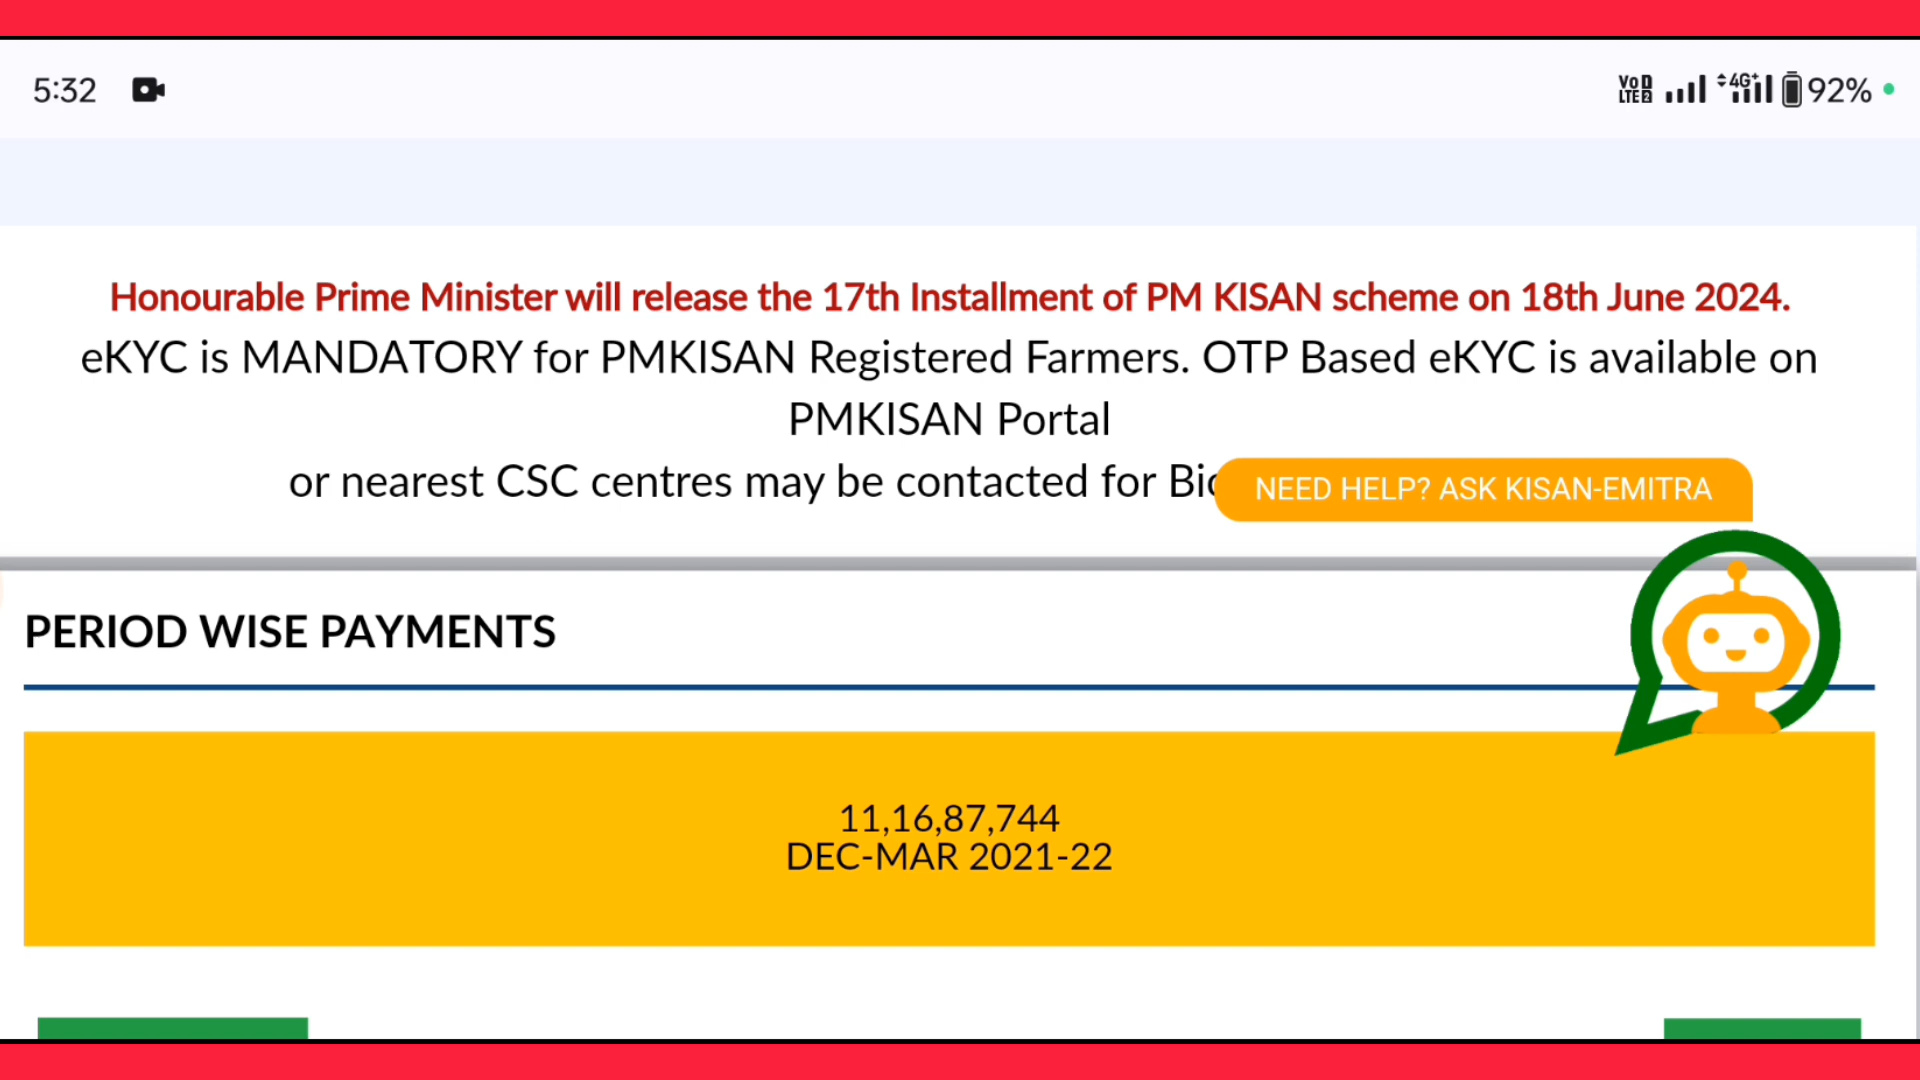 5:32
VoD LTE2 4G+ 92%
Honourable Prime Minister will release the 17th Installment of PM KISAN scheme on 18th June 2024.
eKYC is MANDATORY for PMKISAN Registered Farmers. OTP Based eKYC is available on
PMKISAN Portal
or nearest CSC centres may be contacted for
NEED HELP? ASK KISAN-EMITRA
PERIOD WISE PAYMENTS
11,16,87,744
DEC-MAR 2021-22